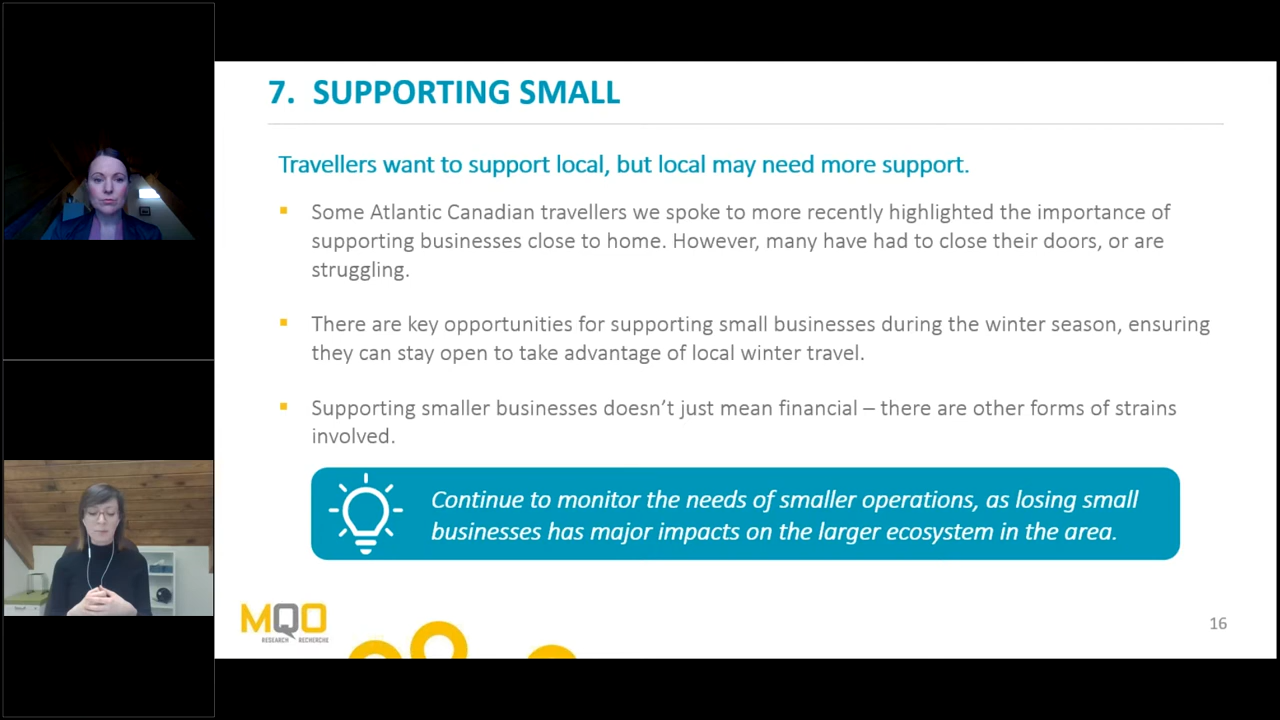 7. SUPPORTING SMALL
Travellers want to support local, but local may need more support.
Some Atlantic Canadian travellers we spoke to more recently highlighted the importance of
supporting businesses close to home. However, many have had to close their doors, or are
struggling.
There are key opportunities for supporting small businesses during the winter season, ensuring
they can stay open to take advantage of local winter travel.
Supporting smaller businesses doesn’t just mean financial – there are other forms of strains
involved.
Continue to monitor the needs of smaller operations, as losing small
businesses has major impacts on the larger ecosystem in the area.
MQO
RESEARCH RECHERCHE
16